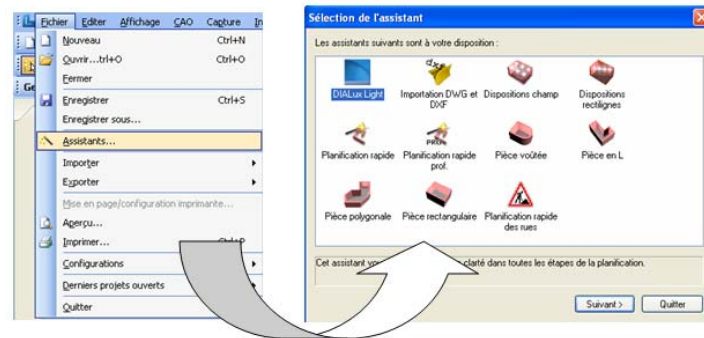 Fichier Editer Affichage CAO Capture
Nouveau Ctrl+N
Ouvrir...trl+O Ctrl+O
Fermer
Enregistrer Ctrl+S
Enregistrer sous...
Assistants...
Importer
Exporter
Mise en page/configuration imprimante...
Aperçu...
Imprimer...
Configurations
Derniers projets ouverts
Quitter
Sélection de l'assistant
Les assistants suivants sont à votre disposition :
DIALux Light
Importation DWG et DXF
Dispositions champ
Dispositions rectilignes
Planification rapide
Planification rapide prof.
Pièce voûtée
Pièce en L
Pièce polygonale
Pièce rectangulaire
Planification rapide des rues
Cet assistant clarté dans toutes les étapes de la planification.
Suivant > Quitter